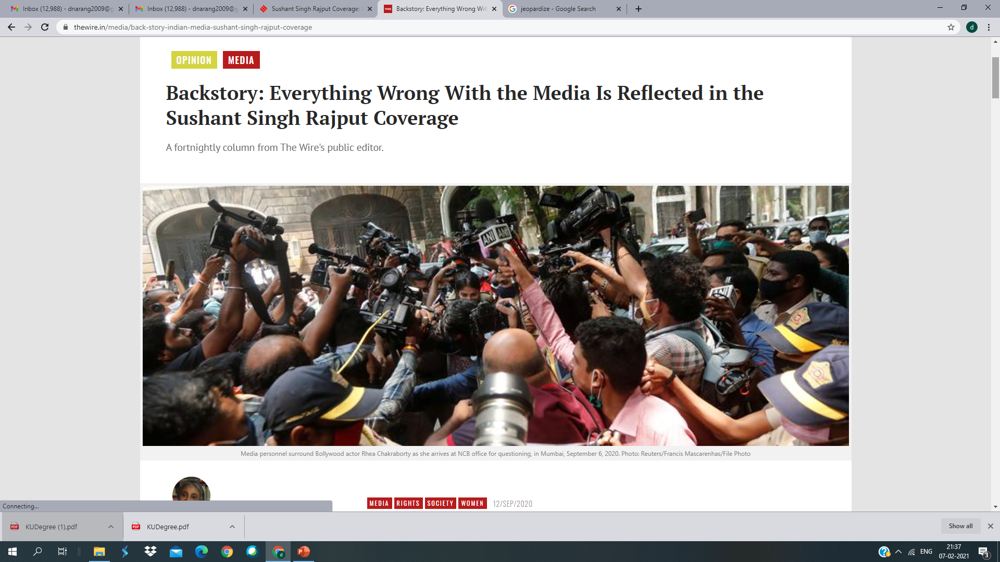 Inbox (12,988) - dnarang2009@g
Inbox (12,988) - dnarang2009@g
Sushant Singh Rajput Coverage:
Backstory: Everything Wrong Wit
jeopardize - Google Search
thewire.in/media/back-story-indian-media-sushant-singh-rajput-coverage
d
OPINION MEDIA
Backstory: Everything Wrong With the Media Is Reflected in the
Sushant Singh Rajput Coverage
A fortnightly column from The Wire's public editor.
ANI ANI
Media personnel surround Bollywood actor Rhea Chakraborty as she arrives at NCB office for questioning, in Mumbai, September 6, 2020. Photo: Reuters/Francis Mascarenhas/File Photo
MEDIA RIGHTS SOCIETY WOMEN 12/SEP/2020
Connecting...
KUDegree (1).pdf
KUDegree.pdf
Show all
ENG
21:37
07-02-2021
3